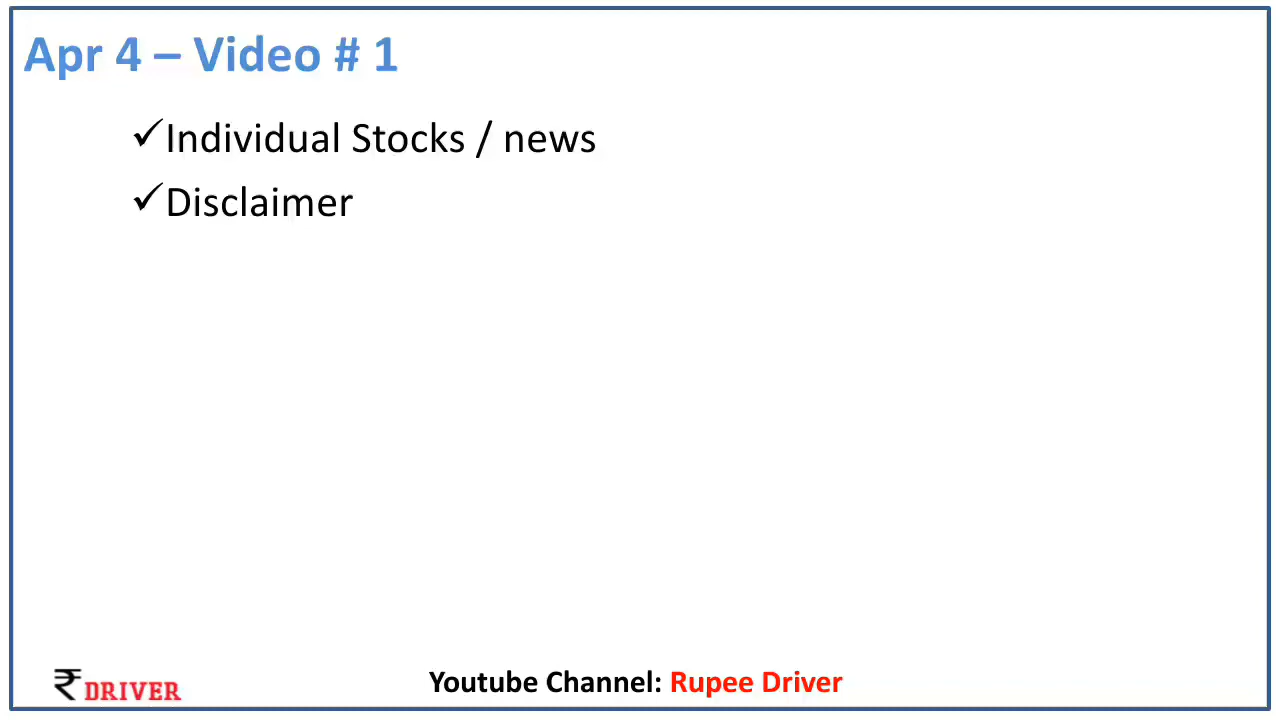 Apr 4 – Video # 1
✓Individual Stocks / news
✓Disclaimer
₹ DRIVER
Youtube Channel: Rupee Driver